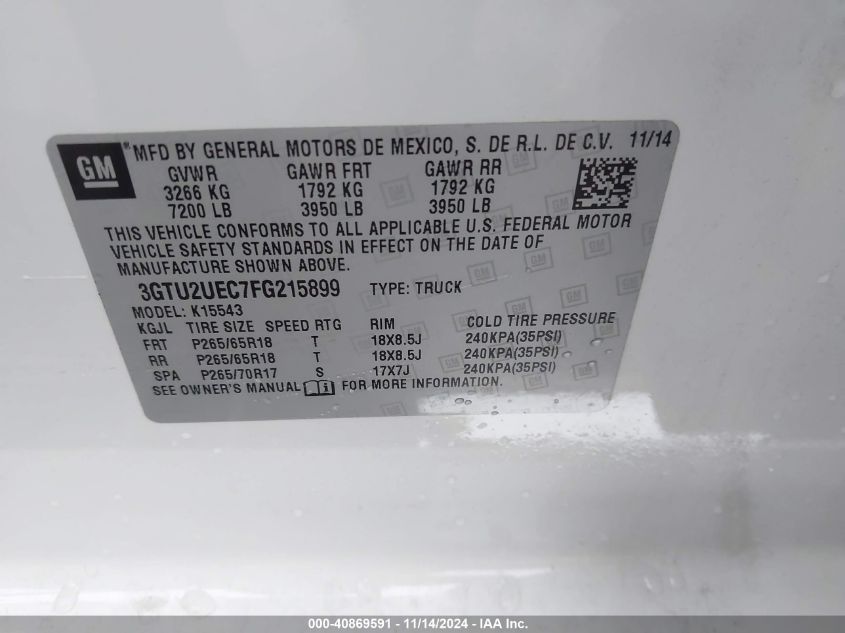 GM ® MFD BY GENERAL MOTORS DE MEXICO, S. DE R.L. DE C.V. 11/14
GVWR GAWR FRT GAWR RR
3266 KG 1792 KG 1792 KG
7200 LB 3950 LB 3950 LB
THIS VEHICLE CONFORMS TO ALL APPLICABLE U.S. FEDERAL MOTOR
VEHICLE SAFETY STANDARDS IN EFFECT ON THE DATE OF
MANUFACTURE SHOWN ABOVE.
3GTU2UEC7FG215899 TYPE: TRUCK
MODEL: K15543
KGJL TIRE SIZE SPEED RTG RIM COLD TIRE PRESSURE
FRT P265/65R18 T 18X8.5J 240KPA(35PSI)
RR P265/65R18 T 18X8.5J 240KPA(35PSI)
SPA P265/70R17 S 17X7J 240KPA(35PSI)
SEE OWNER'S MANUAL i FOR MORE INFORMATION.
000-40869591 - 11/14/2024 - IAA Inc.